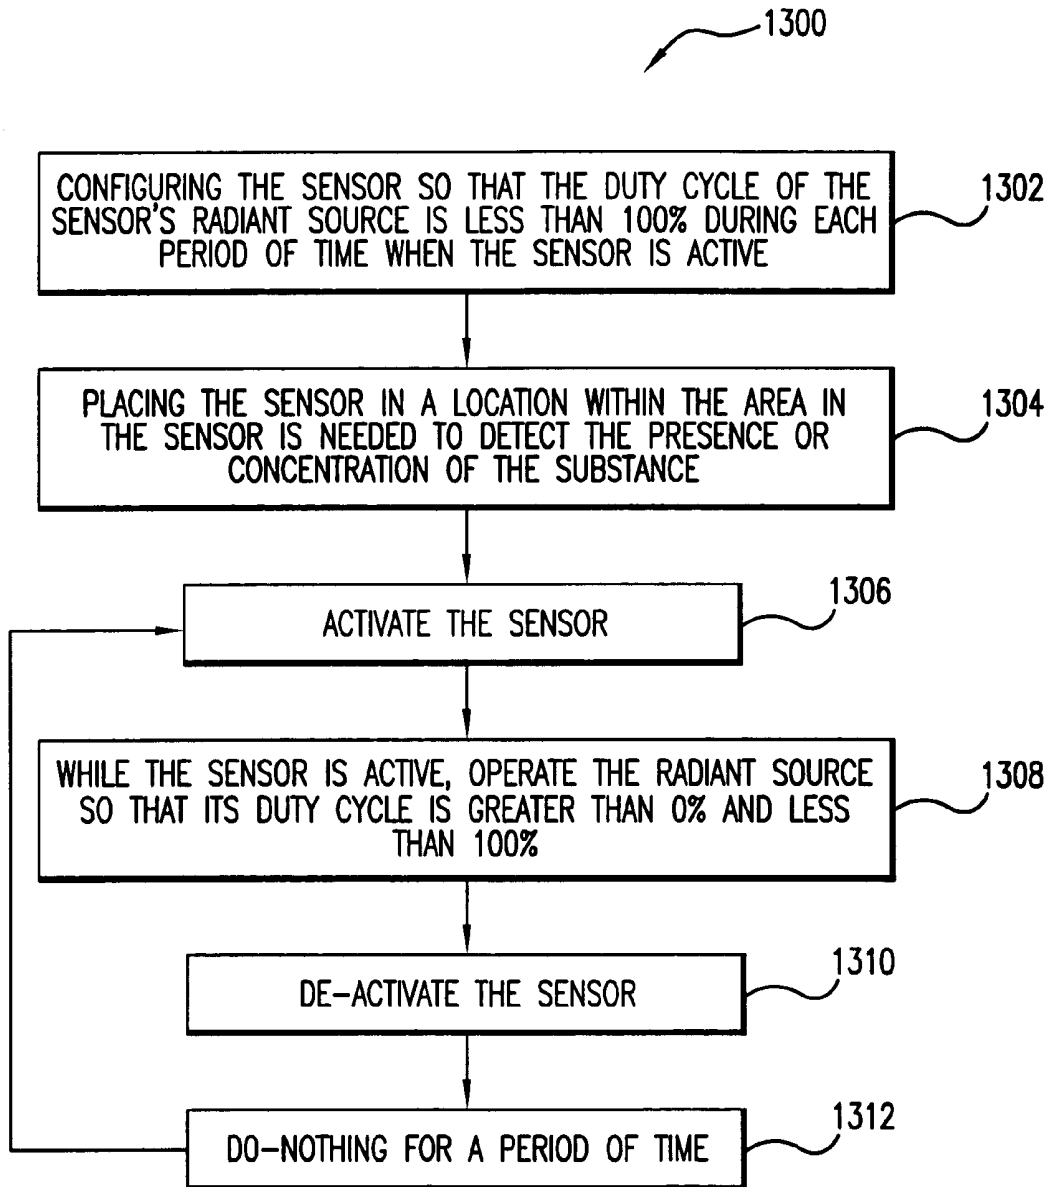 1300
CONFIGURING THE SENSOR SO THAT THE DUTY CYCLE OF THE
SENSOR'S RADIANT SOURCE IS LESS THAN 100% DURING EACH
PERIOD OF TIME WHEN THE SENSOR IS ACTIVE
1302
PLACING THE SENSOR IN A LOCATION WITHIN THE AREA IN
THE SENSOR IS NEEDED TO DETECT THE PRESENCE OR
CONCENTRATION OF THE SUBSTANCE
1304
ACTIVATE THE SENSOR
1306
WHILE THE SENSOR IS ACTIVE, OPERATE THE RADIANT SOURCE
SO THAT ITS DUTY CYCLE IS GREATER THAN 0% AND LESS
THAN 100%
1308
DE-ACTIVATE THE SENSOR
1310
DO-NOTHING FOR A PERIOD OF TIME
1312